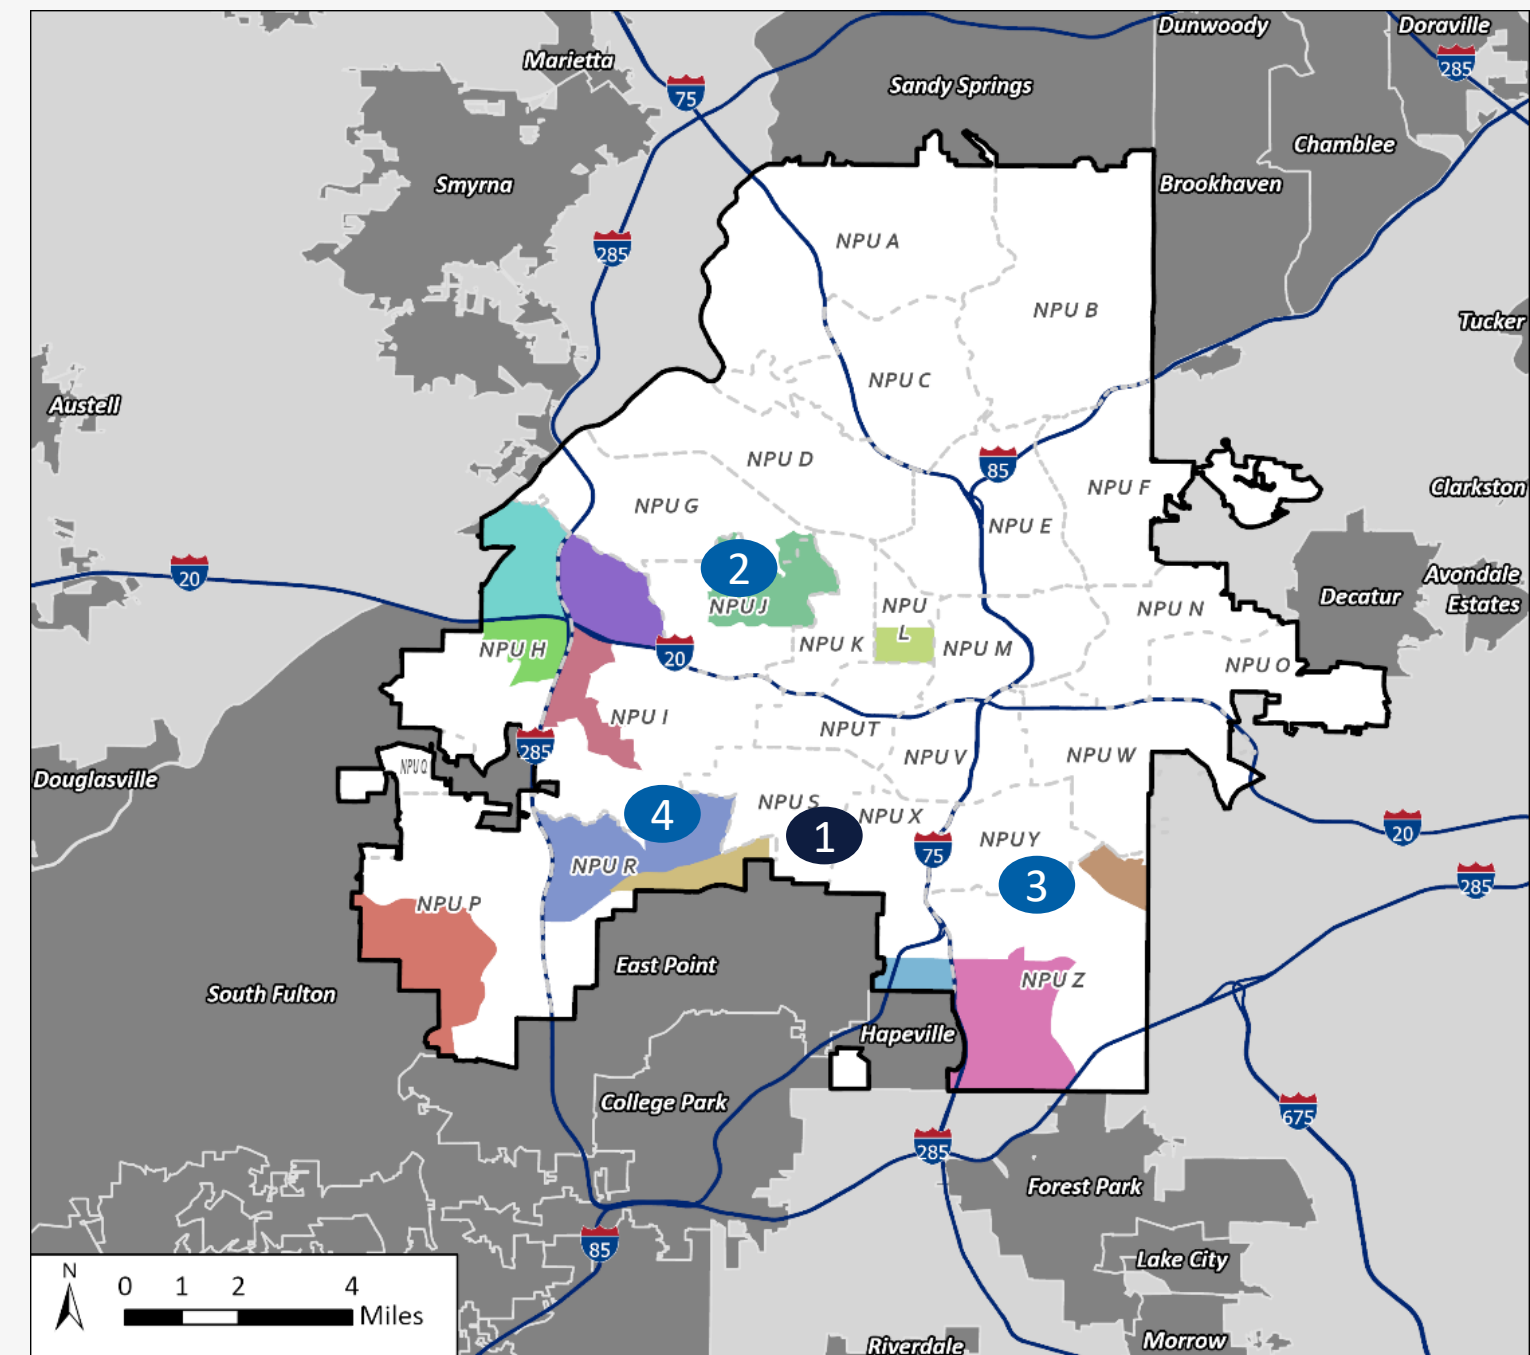 Dunwoody
Doraville
Marietta
285
Sandy Springs
75
Chamble​e
Smyrna
Brookhaven
NPU A
285
NPU B
Tucker
NPU C
Austell
NPU D
85
NPU F
Clarkston
NPU G
NPU E
2
20
Avondale
Estates
Decatur
NPU J
NPU
L
NPU N
NPU H
NPU K
NPU M
20
NPU O
NPU I
NPU T
285
NPU V
NPU W
NPU Q
Douglasville
NPU S
4
NPU X
1
20
NPU Y
75
NPU R
3
285
NPU P
East Point
NPU Z
South Fulton
Hapeville
College Park
675
285
Forest Park
85
Lake City
N
0 1 2 4
Miles
Riverdale
Morrow